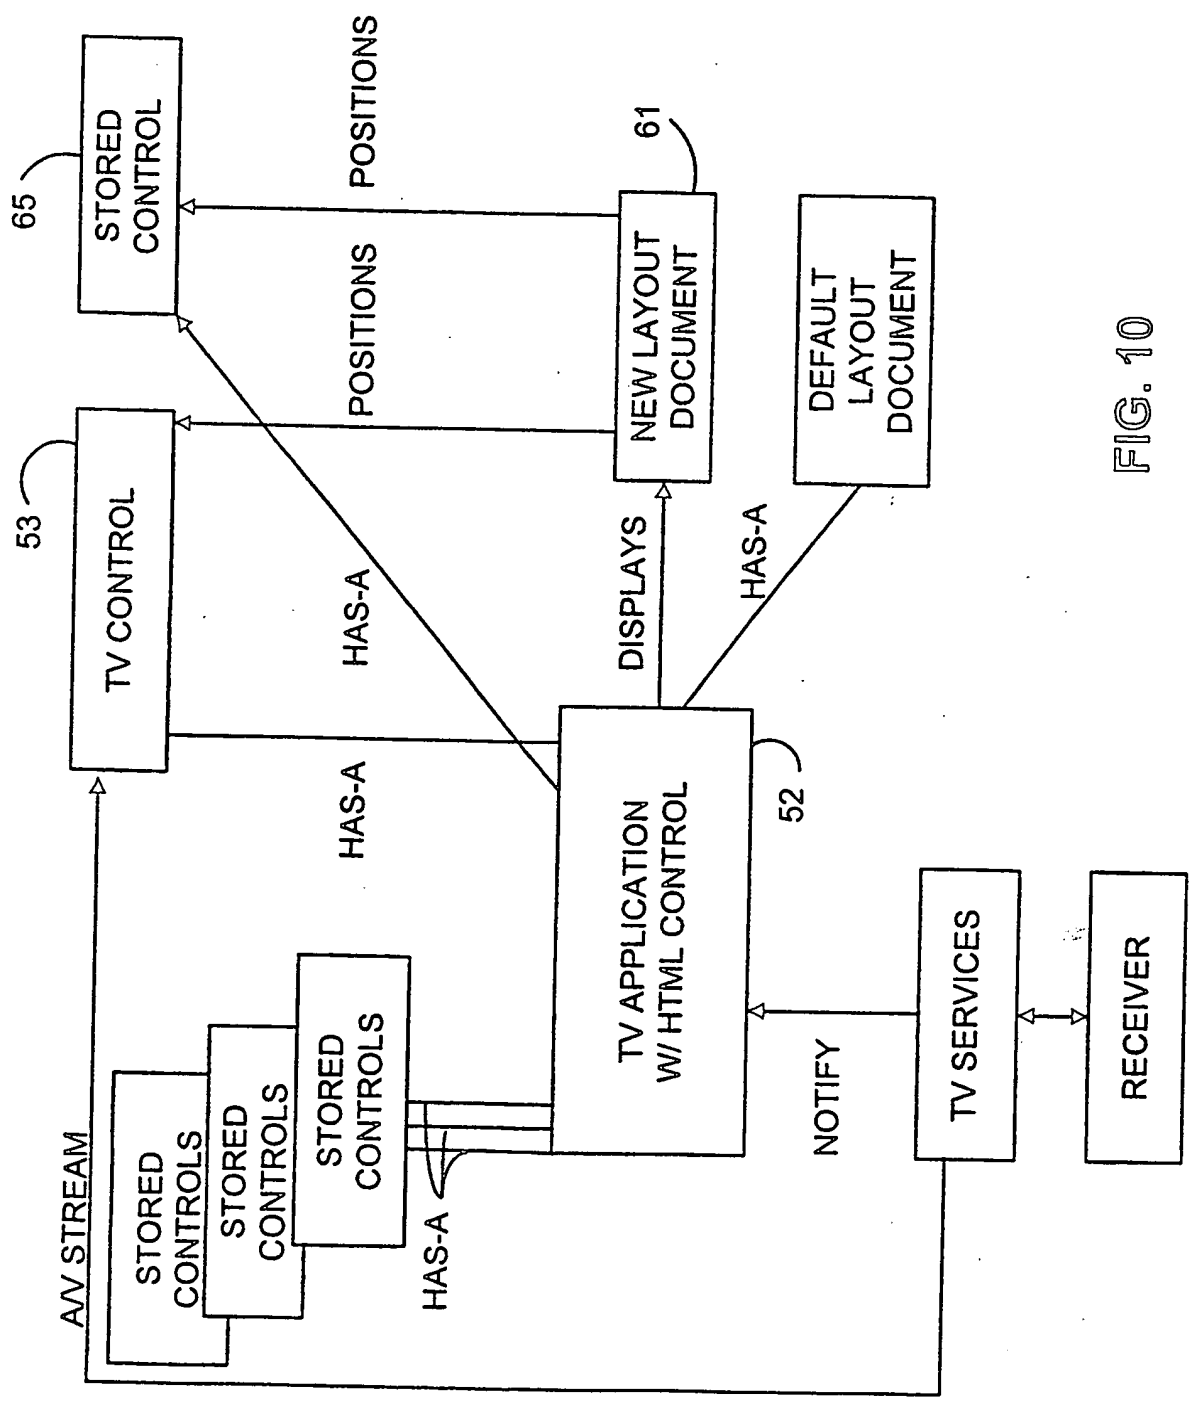 A/V STREAM
STORED
CONTROLS
STORED
CONTROLS
STORED
CONTROLS
HAS-A
TV CONTROL
53
STORED
CONTROL
65
HAS-A
HAS-A
POSITIONS
POSITIONS
TV APPLICATION
W/ HTML CONTROL
52
DISPLAYS
NEW LAYOUT
DOCUMENT
61
HAS-A
DEFAULT
LAYOUT
DOCUMENT
NOTIFY
TV SERVICES
RECEIVER
FIG. 10